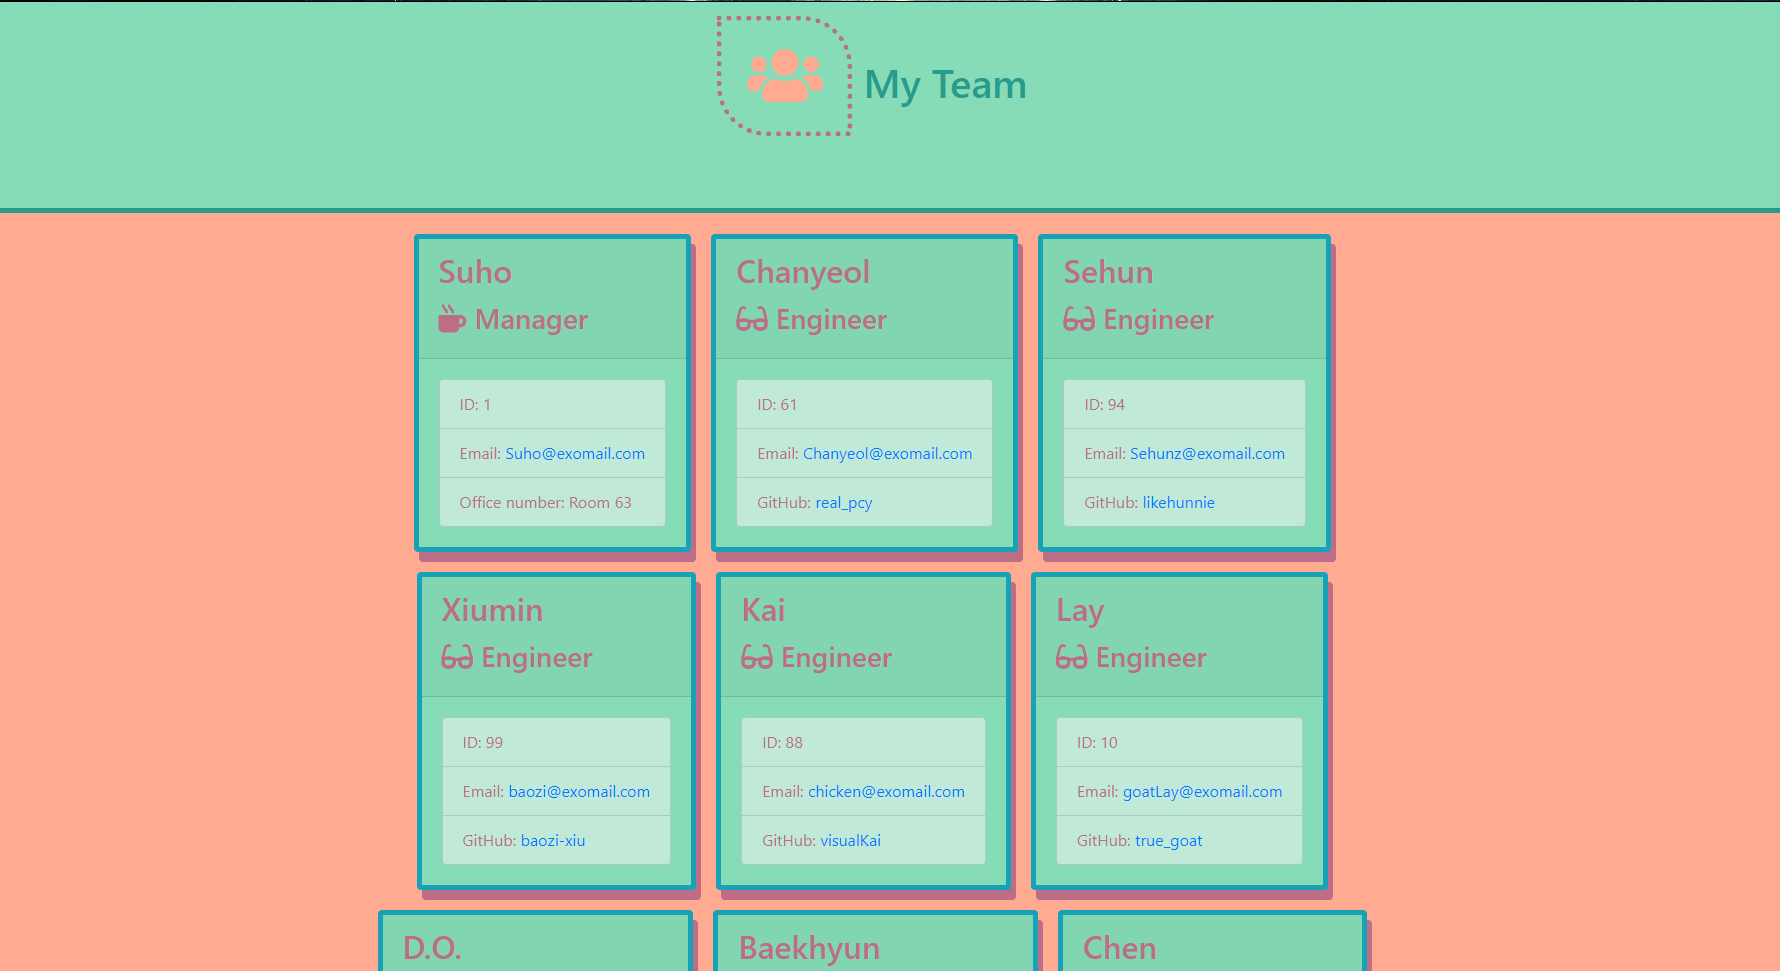 My Team
Suho
Manager
ID: 1
Email: Suho@exomail.com
Office number: Room 63
Chanyeol
Engineer
ID: 61
Email: Chanyeol@exomail.com
GitHub: real_pcy
Sehun
Engineer
ID: 94
Email: Sehunz@exomail.com
GitHub: likehunnie
Xiumin
Engineer
ID: 99
Email: baozi@exomail.com
GitHub: baozi-xiu
Kai
Engineer
ID: 88
Email: chicken@exomail.com
GitHub: visualKai
Lay
Engineer
ID: 10
Email: goatLay@exomail.com
GitHub: true_goat
D.O.
Baekhyun
Chen